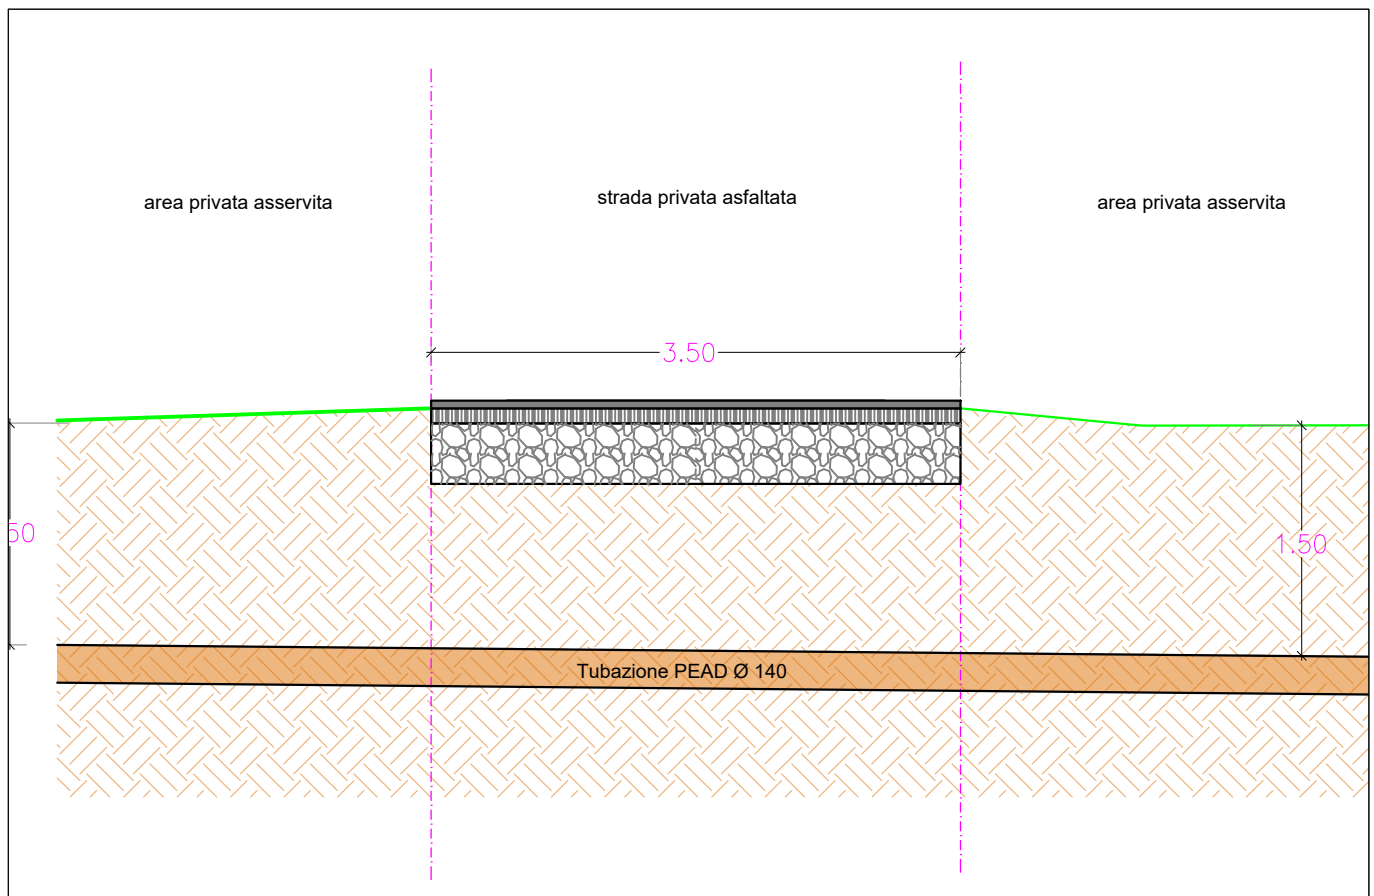 area privata asservita
strada privata asfaltata
area privata asservita
3.50
50
1.50
Tubazione PEAD Ø 140